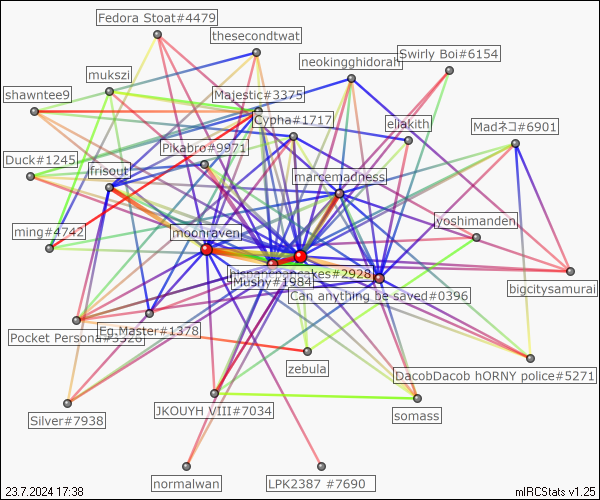 Fedora Stoat#4479
thesecondtwat
neokingghidorah
Swirly Boi#6154
mukszi
shawntee9
Majestic#3375
Cypha#1717
eliakith
Madネコ#6901
Pikabro#9971
Duck#1245
frisout
marcemadness
yoshimanden
ming#4742
moonraven
pancakes#2928
Mushy#1984
bigcitysamurai
Can anything be saved#0396
Pocket Persona#
Eg.Master#1378
zebula
DacobDacob hORNY police#5271
Silver#7938
JKOUYH VIII#7034
somass
normalwan
LPK2387 #7690
23.7.2024 17:38
mIRCStats v1.25